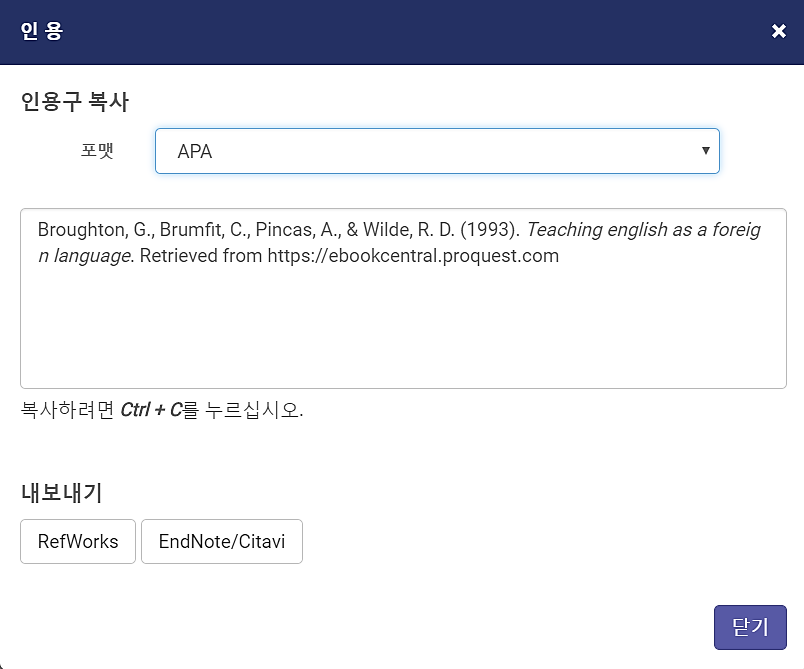 인 용
×
인용구 복사
포맷 APA
Broughton, G., Brumfit, C., Pincas, A., & Wilde, R. D. (1993). Teaching english as a foreig
n language. Retrieved from https://ebookcentral.proquest.com
복사하려면 Ctrl + C를 누르십시오.
내보내기
RefWorks EndNote/Citavi
닫기